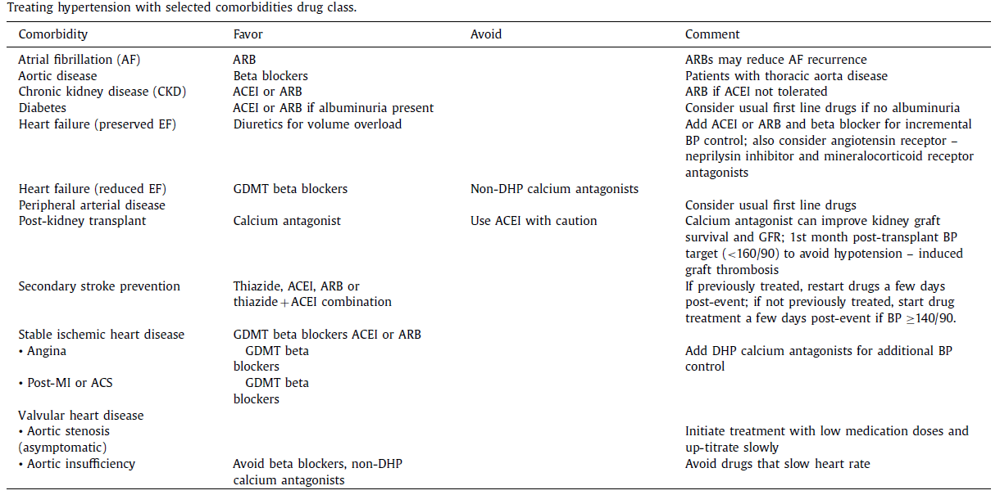 Treating hypertension with selected comorbidities drug class.
Comorbidity Favor Avoid Comment
Atrial fibrillation (AF) ARB ARBs may reduce AF recurrence
Aortic disease Beta blockers Patients with thoracic aorta disease
Chronic kidney disease (CKD) ACEI or ARB ARB if ACEI not tolerated
Diabetes ACEI or ARB if albuminuria present Consider usual first line drugs if no albuminuria
Heart failure (preserved EF) Diuretics for volume overload Add ACEI or ARB and beta blocker for incremental
BP control; also consider angiotensin receptor –
neprilysin inhibitor and mineralocorticoid receptor
antagonists
Heart failure (reduced EF) GDMT beta blockers Non-DHP calcium antagonists
Peripheral arterial disease Consider usual first line drugs
Post-kidney transplant Calcium antagonist Use ACEI with caution Calcium antagonist can improve kidney graft
survival and GFR; 1st month post-transplant BP
target (<160/90) to avoid hypotension – induced
graft thrombosis
Secondary stroke prevention Thiazide, ACEI, ARB or If previously treated, restart drugs a few days
thiazide+ACEI combination post-event; if not previously treated, start drug
treatment a few days post-event if BP ≥140/90.
Stable ischemic heart disease GDMT beta blockers ACEI or ARB
• Angina GDMT beta Add DHP calcium antagonists for additional BP
blockers control
• Post-MI or ACS GDMT beta
blockers
Valvular heart disease
• Aortic stenosis Initiate treatment with low medication doses and
(asymptomatic) up-titrate slowly
• Aortic insufficiency Avoid beta blockers, non-DHP Avoid drugs that slow heart rate
calcium antagonists